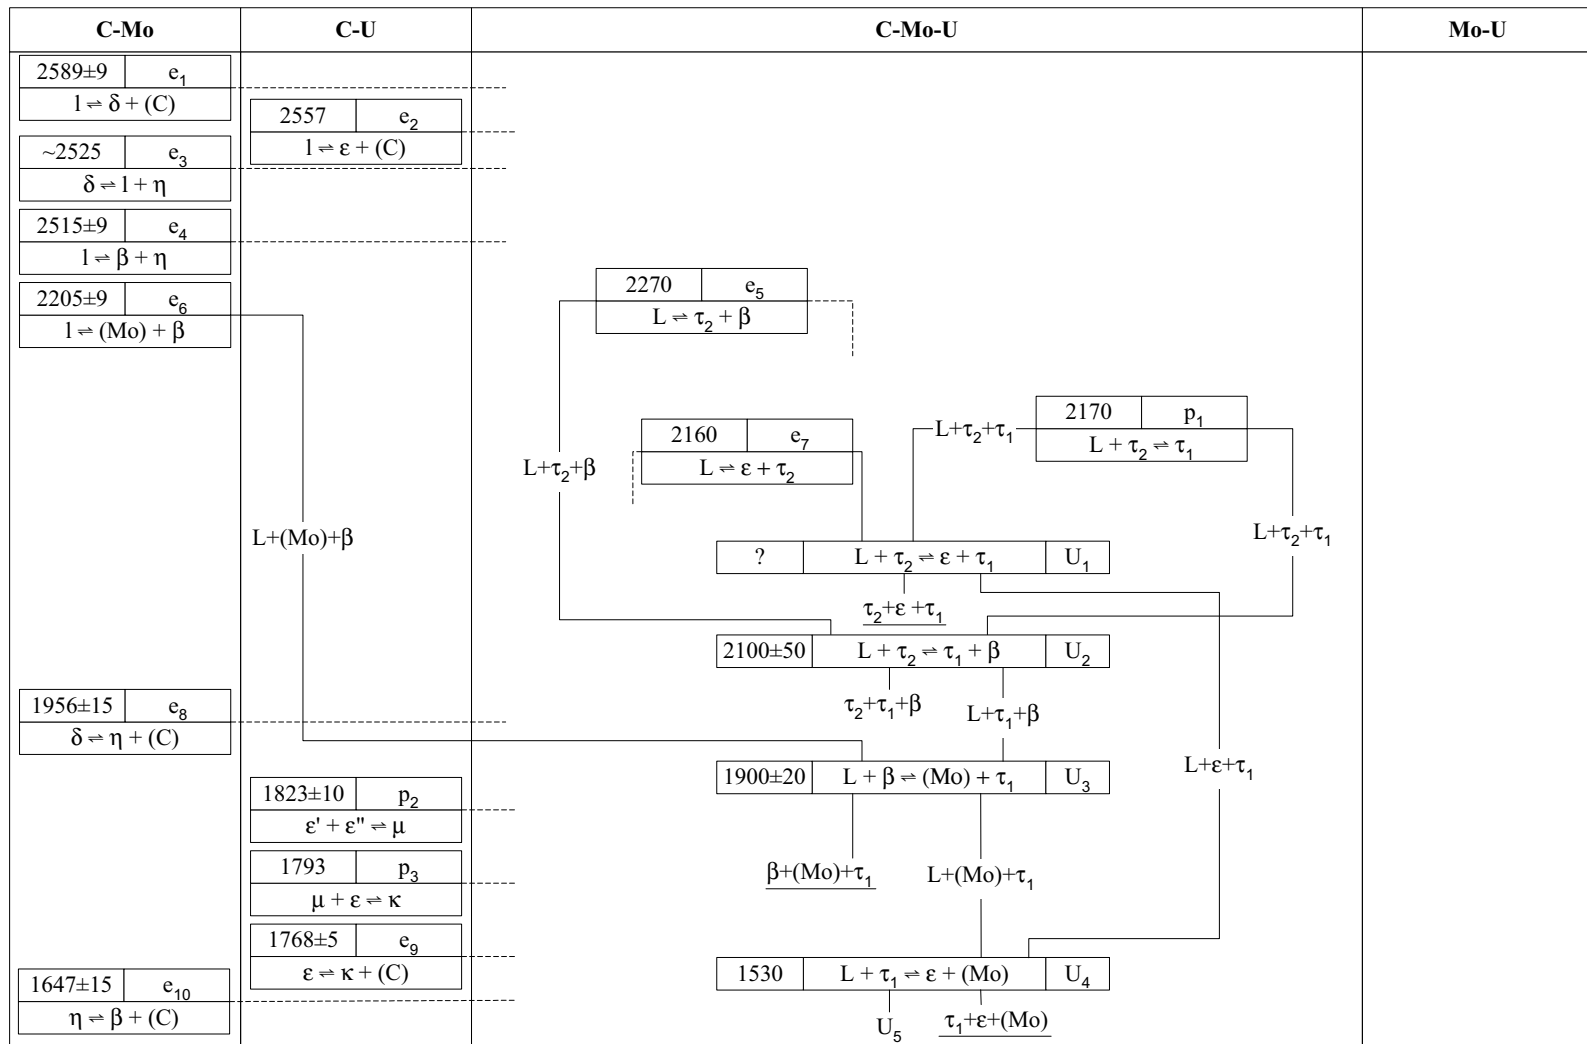 C-Mo C-U C-Mo-U Mo-U
2589±9 e₁
l ⇌ δ + (C)
2557 e₂
l ⇌ ε + (C)
~2525 e₃
δ ⇌ l + η
2515±9 e₄
l ⇌ β + η
2270 e₅
L ⇌ τ₂ + β
2205±9 e₆
l ⇌ (Mo) + β
2170 p₁
L + τ₂ ⇌ τ₁
L+τ₂+τ₁
2160 e₇
L ⇌ ε + τ₂
L+τ₂+β
L+(Mo)+β
L+τ₂+τ₁
? L + τ₂ ⇌ ε + τ₁ U₁
τ₂+ε+τ₁
2100±50 L + τ₂ ⇌ τ₁ + β U₂
τ₂+τ₁+β
L+τ₁+β
1956±15 e₈
δ ⇌ η + (C)
L+ε+τ₁
1900±20 L + β ⇌ (Mo) + τ₁ U₃
1823±10 p₂
ε' + ε" ⇌ μ
1793 p₃
μ + ε ⇌ κ
β+(Mo)+τ₁
L+(Mo)+τ₁
1768±5 e₉
ε ⇌ κ + (C)
1530 L + τ₁ ⇌ ε + (Mo) U₄
1647±15 e₁₀
η ⇌ β + (C)
U₅
τ₁+ε+(Mo)